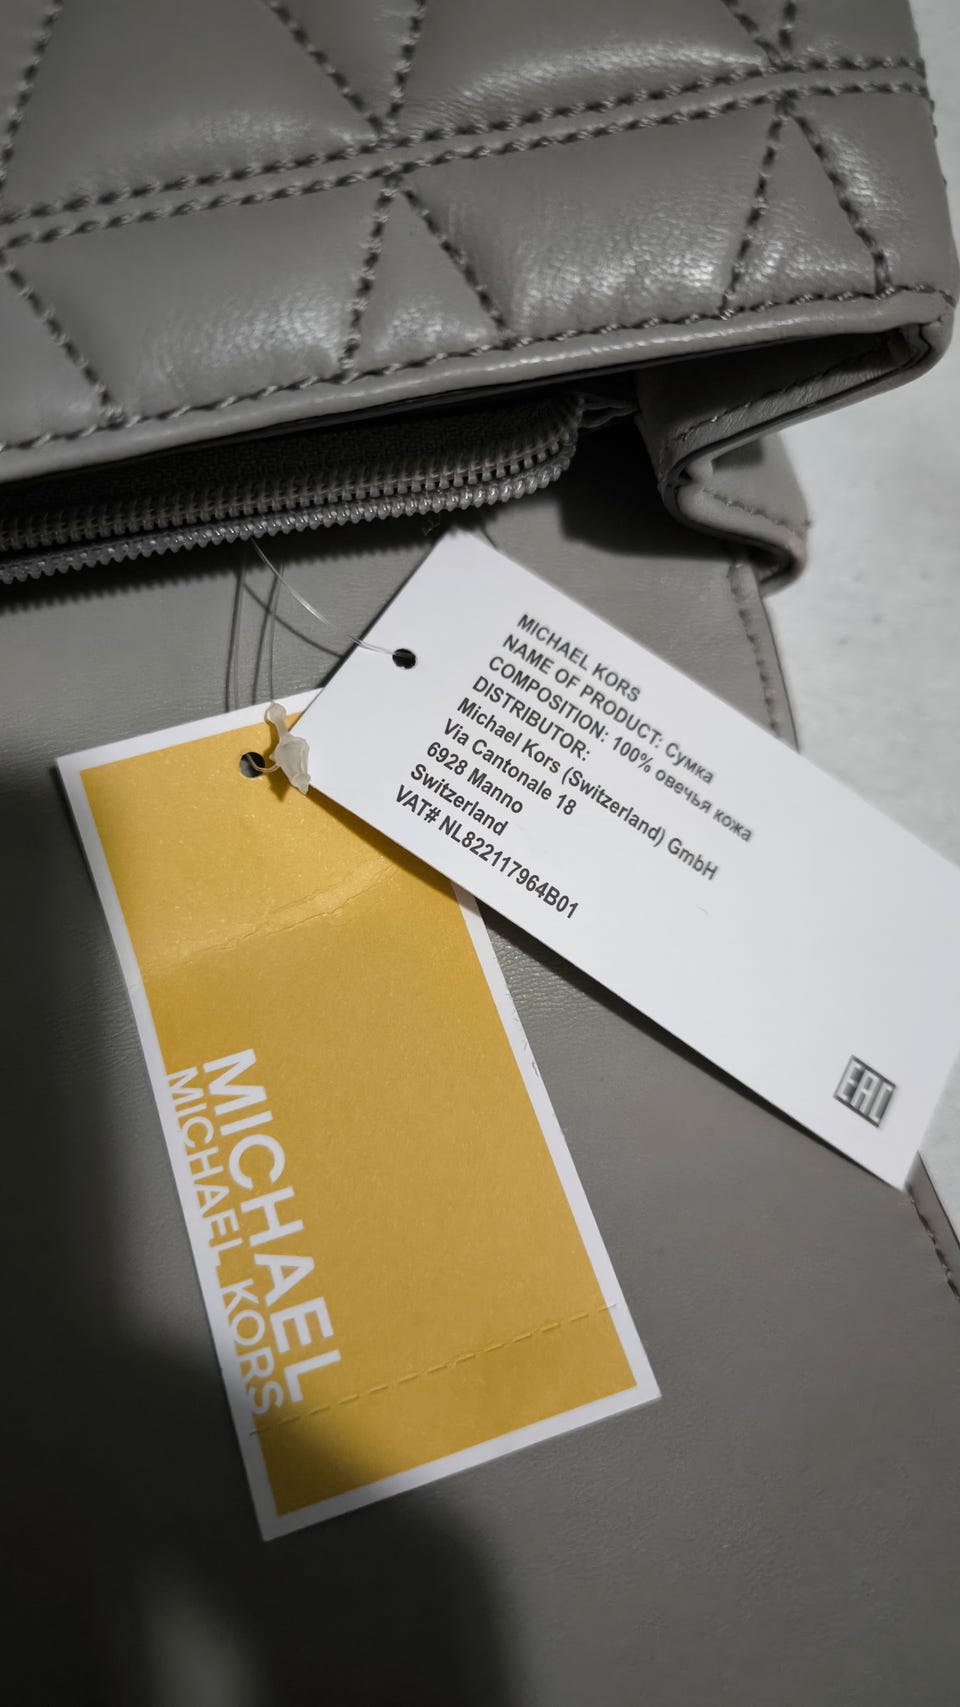 MICHAEL KORS
NAME OF PRODUCT: Сумка
COMPOSITION: 100% овечья кожа
DISTRIBUTOR:
Michael Kors (Switzerland) GmbH
Via Cantonale 18
6928 Manno
Switzerland
VAT# NL822117964B01
EAC
MICHAEL
MICHAEL KORS